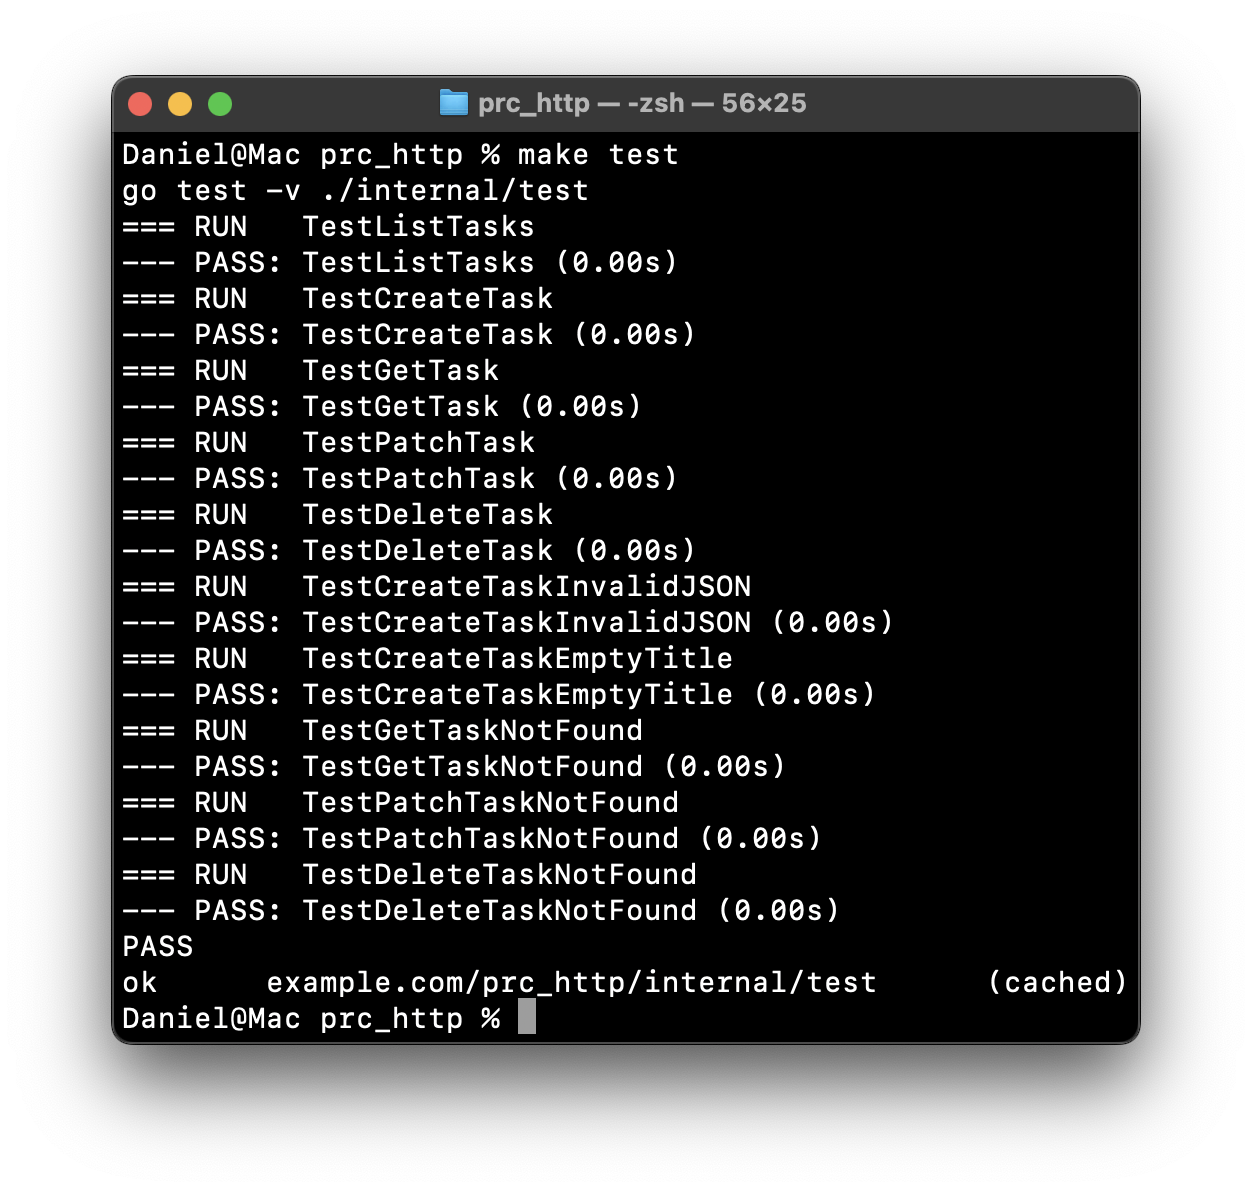 prc_http — -zsh — 56×25
Daniel@Mac prc_http % make test
go test -v ./internal/test
=== RUN   TestListTasks
--- PASS: TestListTasks (0.00s)
=== RUN   TestCreateTask
--- PASS: TestCreateTask (0.00s)
=== RUN   TestGetTask
--- PASS: TestGetTask (0.00s)
=== RUN   TestPatchTask
--- PASS: TestPatchTask (0.00s)
=== RUN   TestDeleteTask
--- PASS: TestDeleteTask (0.00s)
=== RUN   TestCreateTaskInvalidJSON
--- PASS: TestCreateTaskInvalidJSON (0.00s)
=== RUN   TestCreateTaskEmptyTitle
--- PASS: TestCreateTaskEmptyTitle (0.00s)
=== RUN   TestGetTaskNotFound
--- PASS: TestGetTaskNotFound (0.00s)
=== RUN   TestPatchTaskNotFound
--- PASS: TestPatchTaskNotFound (0.00s)
=== RUN   TestDeleteTaskNotFound
--- PASS: TestDeleteTaskNotFound (0.00s)
PASS
ok      example.com/prc_http/internal/test      (cached)
Daniel@Mac prc_http %